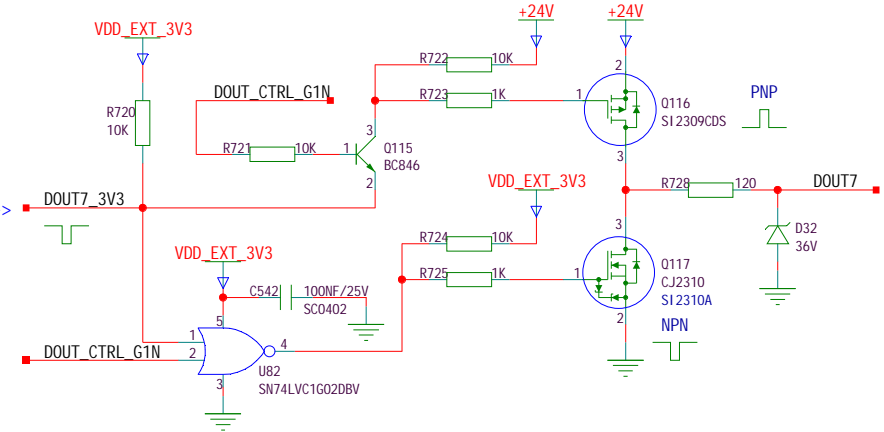 +24V
+24V
VDD_EXT_3V3
R722
10K
2
DOUT_CTRL_G1N
R723
1K
1
Q116
SI2309CDS
PNP
R720
10K
3
R721
10K
1
Q115
BC846
3
2
VDD_EXT_3V3
R728
120
DOUT7
>
DOUT7_3V3
3
R724
10K
D32
36V
VDD_EXT_3V3
R725
1K
1
Q117
CJ2310
SI2310A
C542
100NF/25V
SC0402
2
NPN
5
1
4
DOUT_CTRL_G1N
2
U82
3
SN74LVC1G02DBV